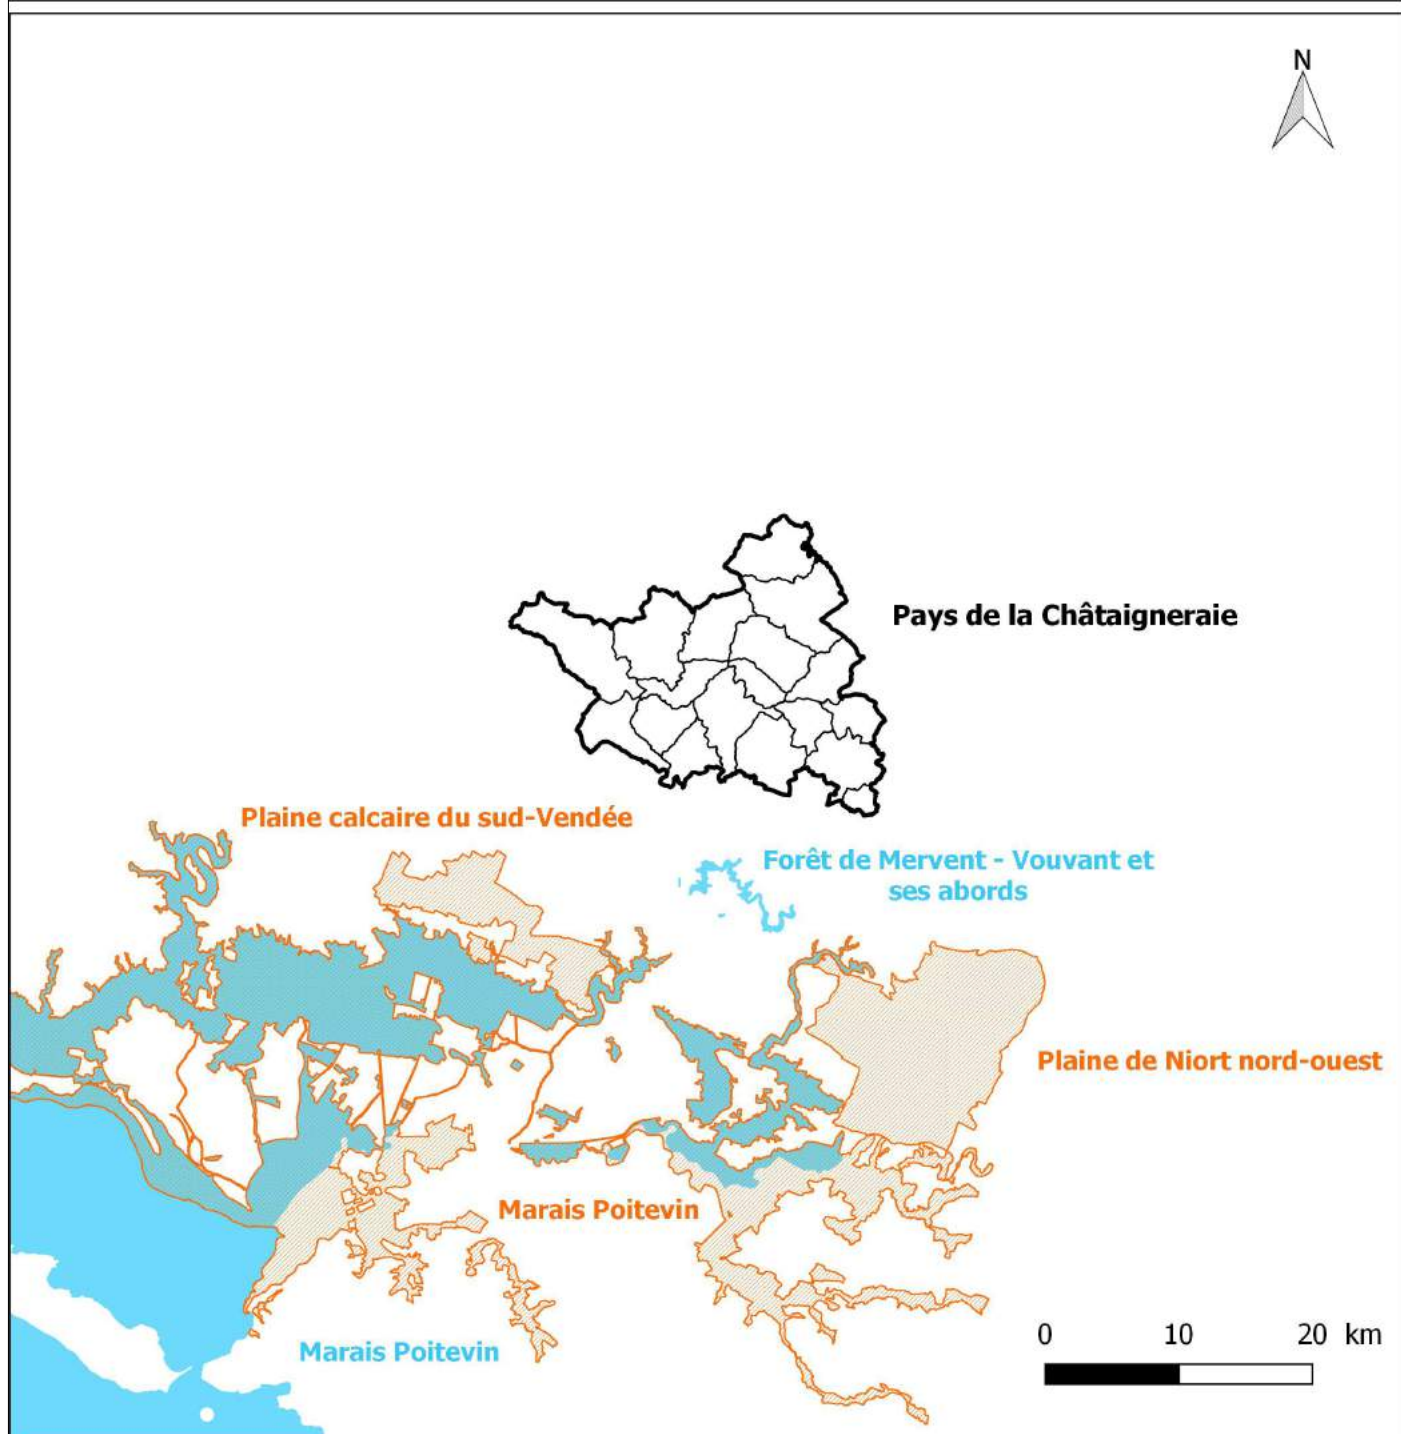 N
Pays de la Châtaigneraie
Plaine calcaire du sud-Vendée
Forêt de Mervent - Vouvant et
ses abords
Plaine de Niort nord-ouest
Marais Poitevin
Marais Poitevin
0 10 20 km